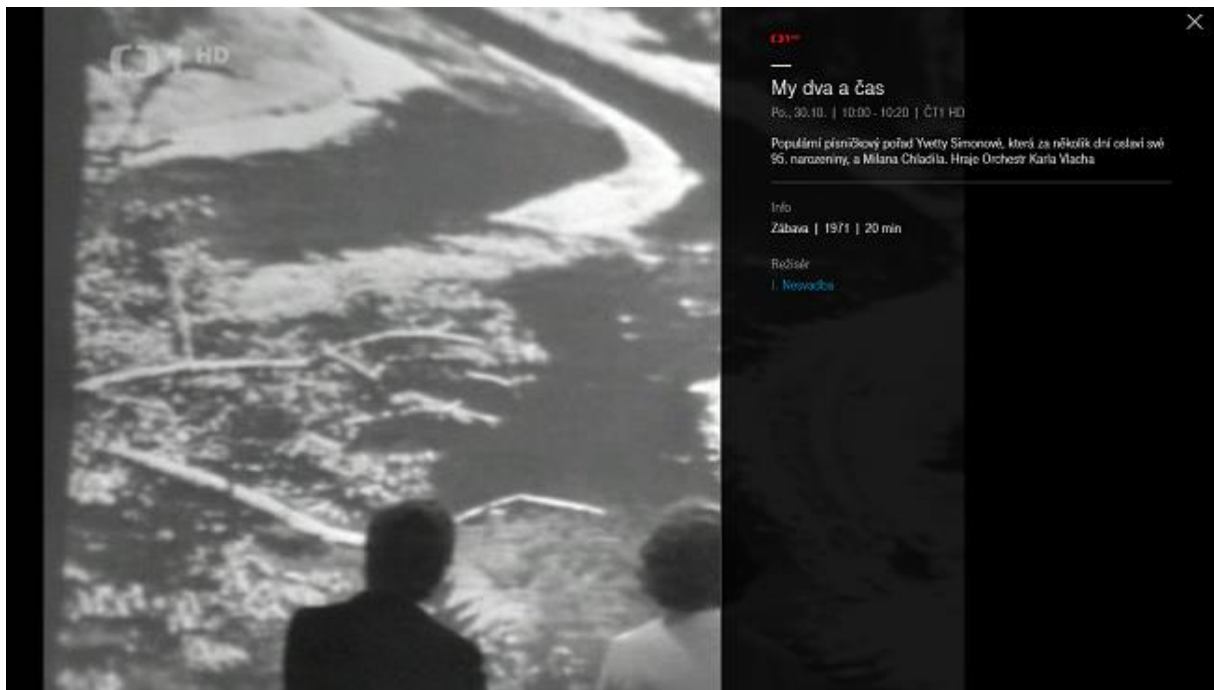 ČT1 HD
ČT1 HD
My dva a čas
Po., 30.10. | 10:00 - 10:20 | ČT1 HD
Populární písničkový pořad Yvetty Simonové, která za několik dní oslaví své
95. narozeniny, a Milana Chladila. Hraje Orchestr Karla Vlacha
Info
Zábava | 1971 | 20 min
Režisér
J. Nesvadba